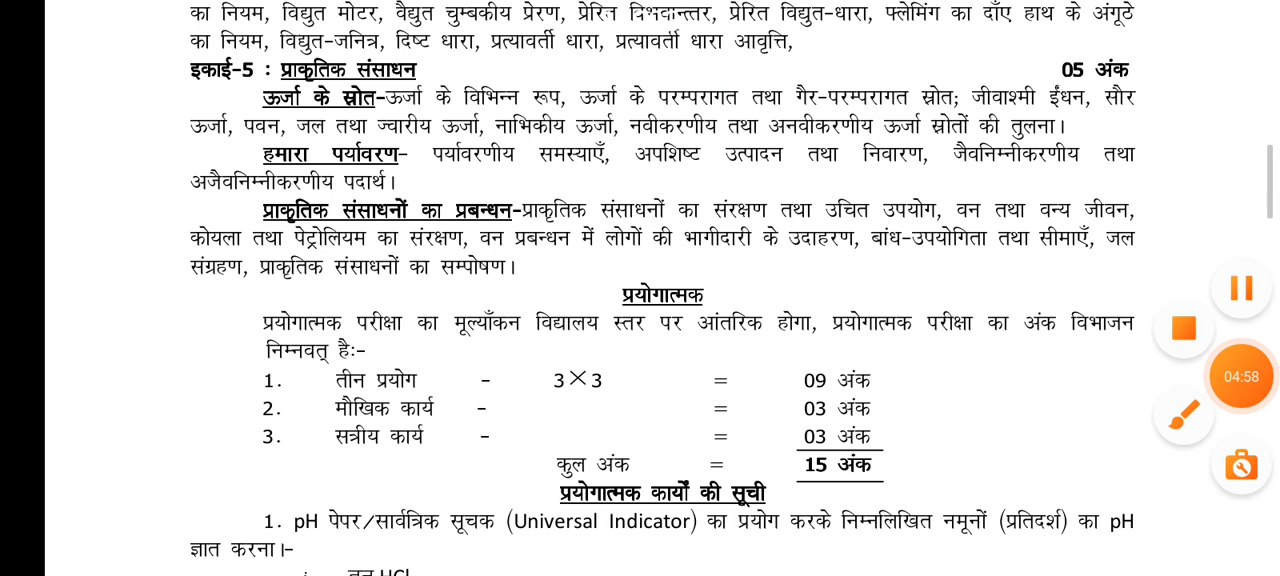 का नियम, विद्युत मोटर, वैद्युत चुम्बकीय प्रेरण, प्रेरित विभवान्तर, प्रेरित विद्युत-धारा, फ्लेमिंग का दाँए हाथ के अंगूठे
का नियम, विद्युत-जनित्र, दिष्ट धारा, प्रत्यावर्ती धारा, प्रत्यावर्ती धारा आवृत्ति,
इकाई-5 : प्राकृतिक संसाधन 05 अंक
ऊर्जा के स्रोत-ऊर्जा के विभिन्न रूप, ऊर्जा के परम्परागत तथा गैर-परम्परागत स्रोत; जीवाश्मी ईंधन, सौर
ऊर्जा, पवन, जल तथा ज्वारीय ऊर्जा, नाभिकीय ऊर्जा, नवीकरणीय तथा अनवीकरणीय ऊर्जा स्रोतों की तुलना।
हमारा पर्यावरण- पर्यावरणीय समस्याएँ, अपशिष्ट उत्पादन तथा निवारण, जैवनिम्नीकरणीय तथा
अजैवनिम्नीकरणीय पदार्थ।
प्राकृतिक संसाधनों का प्रबन्धन-प्राकृतिक संसाधनों का संरक्षण तथा उचित उपयोग, वन तथा वन्य जीवन,
कोयला तथा पेट्रोलियम का संरक्षण, वन प्रबन्धन में लोगों की भागीदारी के उदाहरण, बांध-उपयोगिता तथा सीमाएँ, जल
संग्रहण, प्राकृतिक संसाधनों का सम्पोषण।
प्रयोगात्मक
प्रयोगात्मक परीक्षा का मूल्याँकन विद्यालय स्तर पर आंतरिक होगा, प्रयोगात्मक परीक्षा का अंक विभाजन
निम्नवत् है:-
1. तीन प्रयोग - 3×3 = 09 अंक
2. मौखिक कार्य - = 03 अंक
3. सत्रीय कार्य - = 03 अंक
कुल अंक = 15 अंक
प्रयोगात्मक कार्यों की सूची
1. pH पेपर/सार्वत्रिक सूचक (Universal Indicator) का प्रयोग करके निम्नलिखित नमूनों (प्रतिदर्श) का pH
ज्ञात करना।-
HCl
04:58